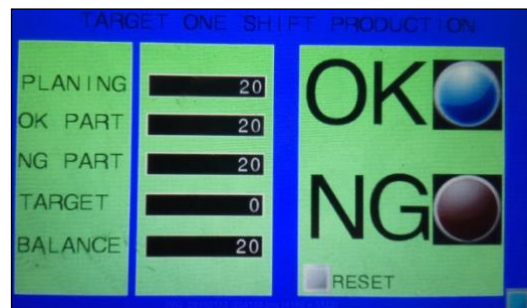 TARGET ONE SHIFT PRODUCTION
PLANING 20
OK PART 20
NG PART 20
TARGET 0
BALANCE 20
OK
NG
RESET